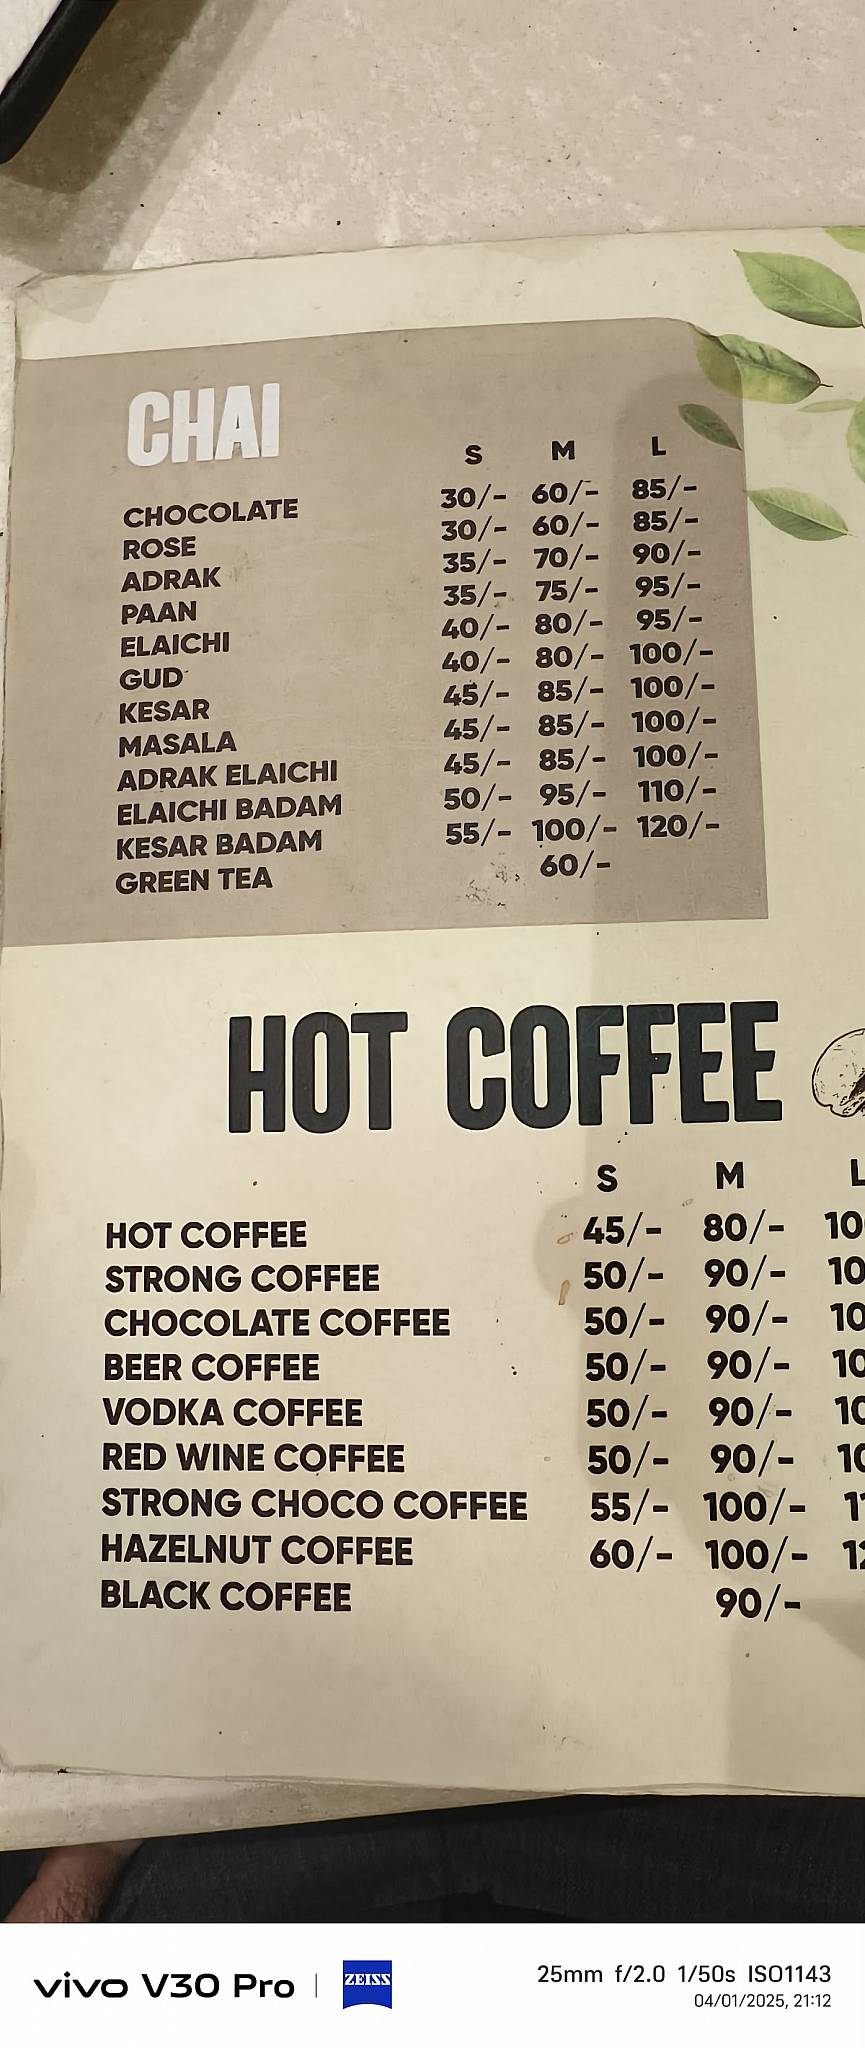 CHAI
S M L
CHOCOLATE 30/- 60/- 85/-
ROSE 30/- 60/- 85/-
ADRAK 35/- 70/- 90/-
PAAN 35/- 75/- 95/-
ELAICHI 40/- 80/- 95/-
GUD 40/- 80/- 100/-
KESAR 45/- 85/- 100/-
MASALA 45/- 85/- 100/-
ADRAK ELAICHI 45/- 85/- 100/-
ELAICHI BADAM 50/- 95/- 110/-
KESAR BADAM 55/- 100/- 120/-
GREEN TEA 60/-
HOT COFFEE
S M L
HOT COFFEE 45/- 80/-
STRONG COFFEE 50/- 90/-
CHOCOLATE COFFEE 50/- 90/-
BEER COFFEE 50/- 90/-
VODKA COFFEE 50/- 90/-
RED WINE COFFEE 50/- 90/-
STRONG CHOCO COFFEE 55/- 100/-
HAZELNUT COFFEE 60/- 100/-
BLACK COFFEE 90/-
vivo V30 Pro | ZEISS
25mm f/2.0 1/50s ISO1143
04/01/2025, 21:12